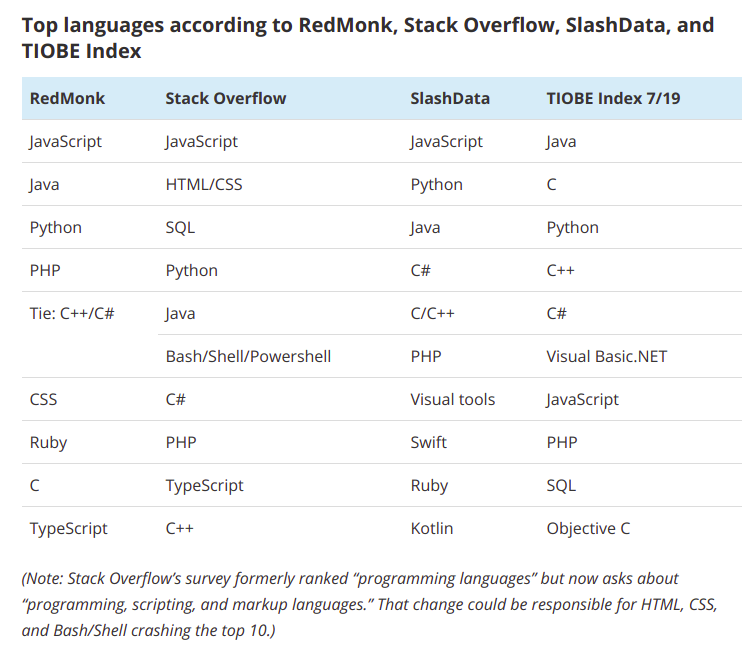 Top languages according to RedMonk, Stack Overflow, SlashData, and
TIOBE Index
RedMonk Stack Overflow SlashData TIOBE Index 7/19
JavaScript JavaScript JavaScript Java
Java HTML/CSS Python C
Python SQL Java Python
PHP Python C# C++
Tie: C++/C# Java C/C++ C#
Bash/Shell/Powershell PHP Visual Basic.NET
CSS C# Visual tools JavaScript
Ruby PHP Swift PHP
C TypeScript Ruby SQL
TypeScript C++ Kotlin Objective C
(Note: Stack Overflow’s survey formerly ranked “programming languages” but now asks about
“programming, scripting, and markup languages.” That change could be responsible for HTML, CSS,
and Bash/Shell crashing the top 10.)